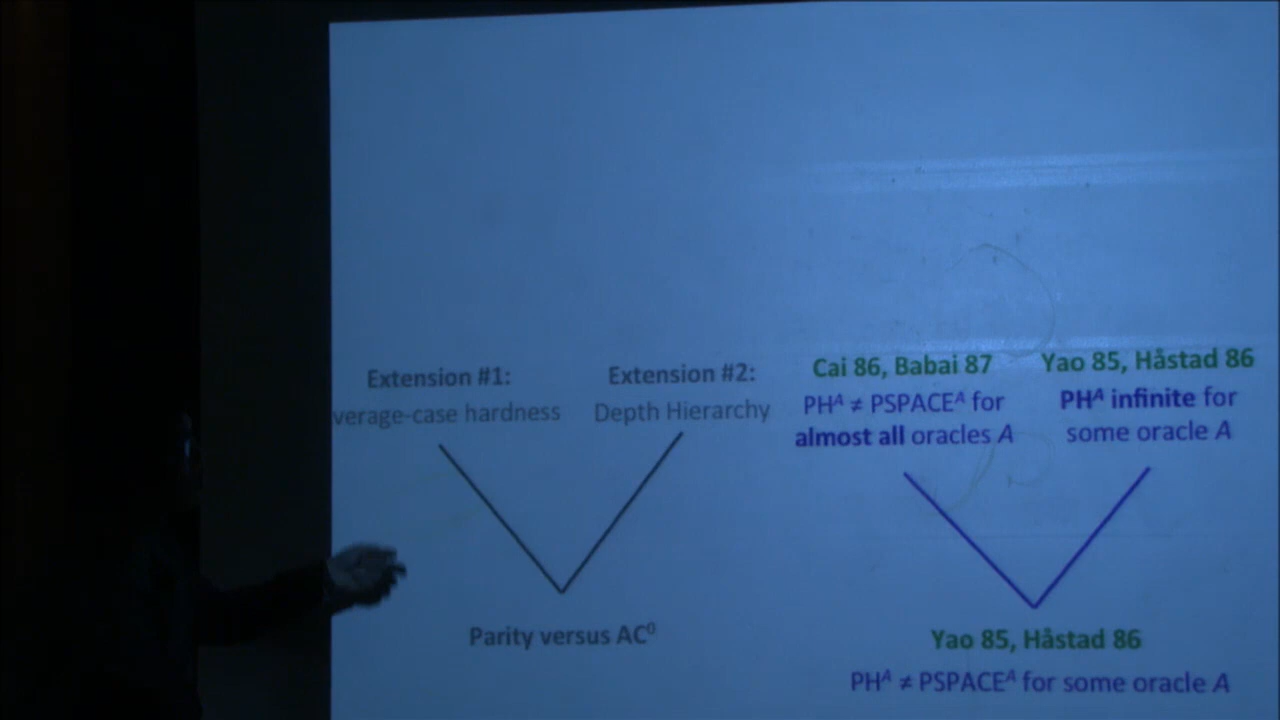 Extension #1:
verage-case hardness
Extension #2:
Depth Hierarchy
Parity versus AC⁰
Cai 86, Babai 87
PHᴬ ≠ PSPACEᴬ for
almost all oracles A
Yao 85, Håstad 86
PHᴬ infinite for
some oracle A
Yao 85, Håstad 86
PHᴬ ≠ PSPACEᴬ for some oracle A